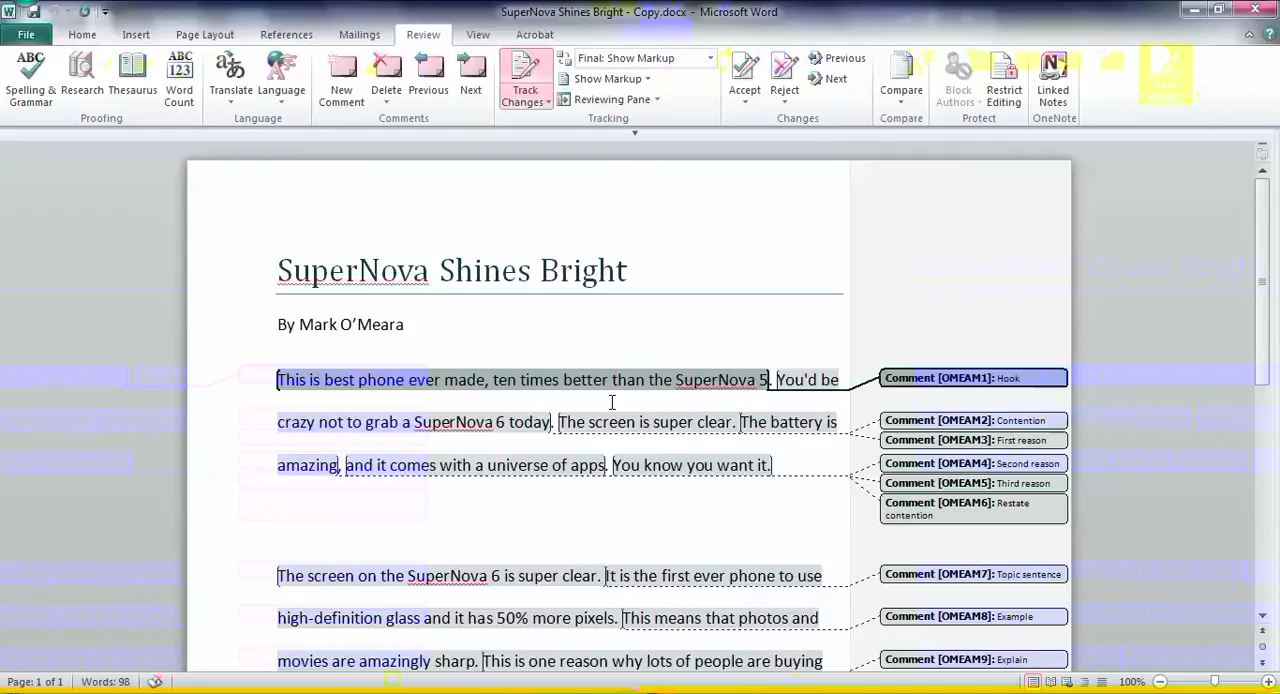 SuperNova Shines Bright - Copy.docx - Microsoft Word
File Home Insert Page Layout References Mailings Review View Acrobat
ABC Spelling & Grammar
Research
Thesaurus
ABC 123 Word Count
Translate
Language
New Comment
Delete
Previous
Next
Track Changes
Final: Show Markup
Show Markup
Reviewing Pane
Accept
Reject
Previous
Next
Compare
Block Authors
Restrict Editing
Linked Notes
Proofing Language Comments Tracking Changes Compare Protect OneNote
SuperNova Shines Bright
By Mark O’Meara
This is best phone ever made, ten times better than the SuperNova 5. You'd be
crazy not to grab a SuperNova 6 today. The screen is super clear. The battery is
amazing, and it comes with a universe of apps. You know you want it.
The screen on the SuperNova 6 is super clear. It is the first ever phone to use
high-definition glass and it has 50% more pixels. This means that photos and
movies are amazingly sharp. This is one reason why lots of people are buying
Comment [OMEAM1]: Hook
Comment [OMEAM2]: Contention
Comment [OMEAM3]: First reason
Comment [OMEAM4]: Second reason
Comment [OMEAM5]: Third reason
Comment [OMEAM6]: Restate
contention
Comment [OMEAM7]: Topic sentence
Comment [OMEAM8]: Example
Comment [OMEAM9]: Explain
Page: 1 of 1 Words: 98 100%